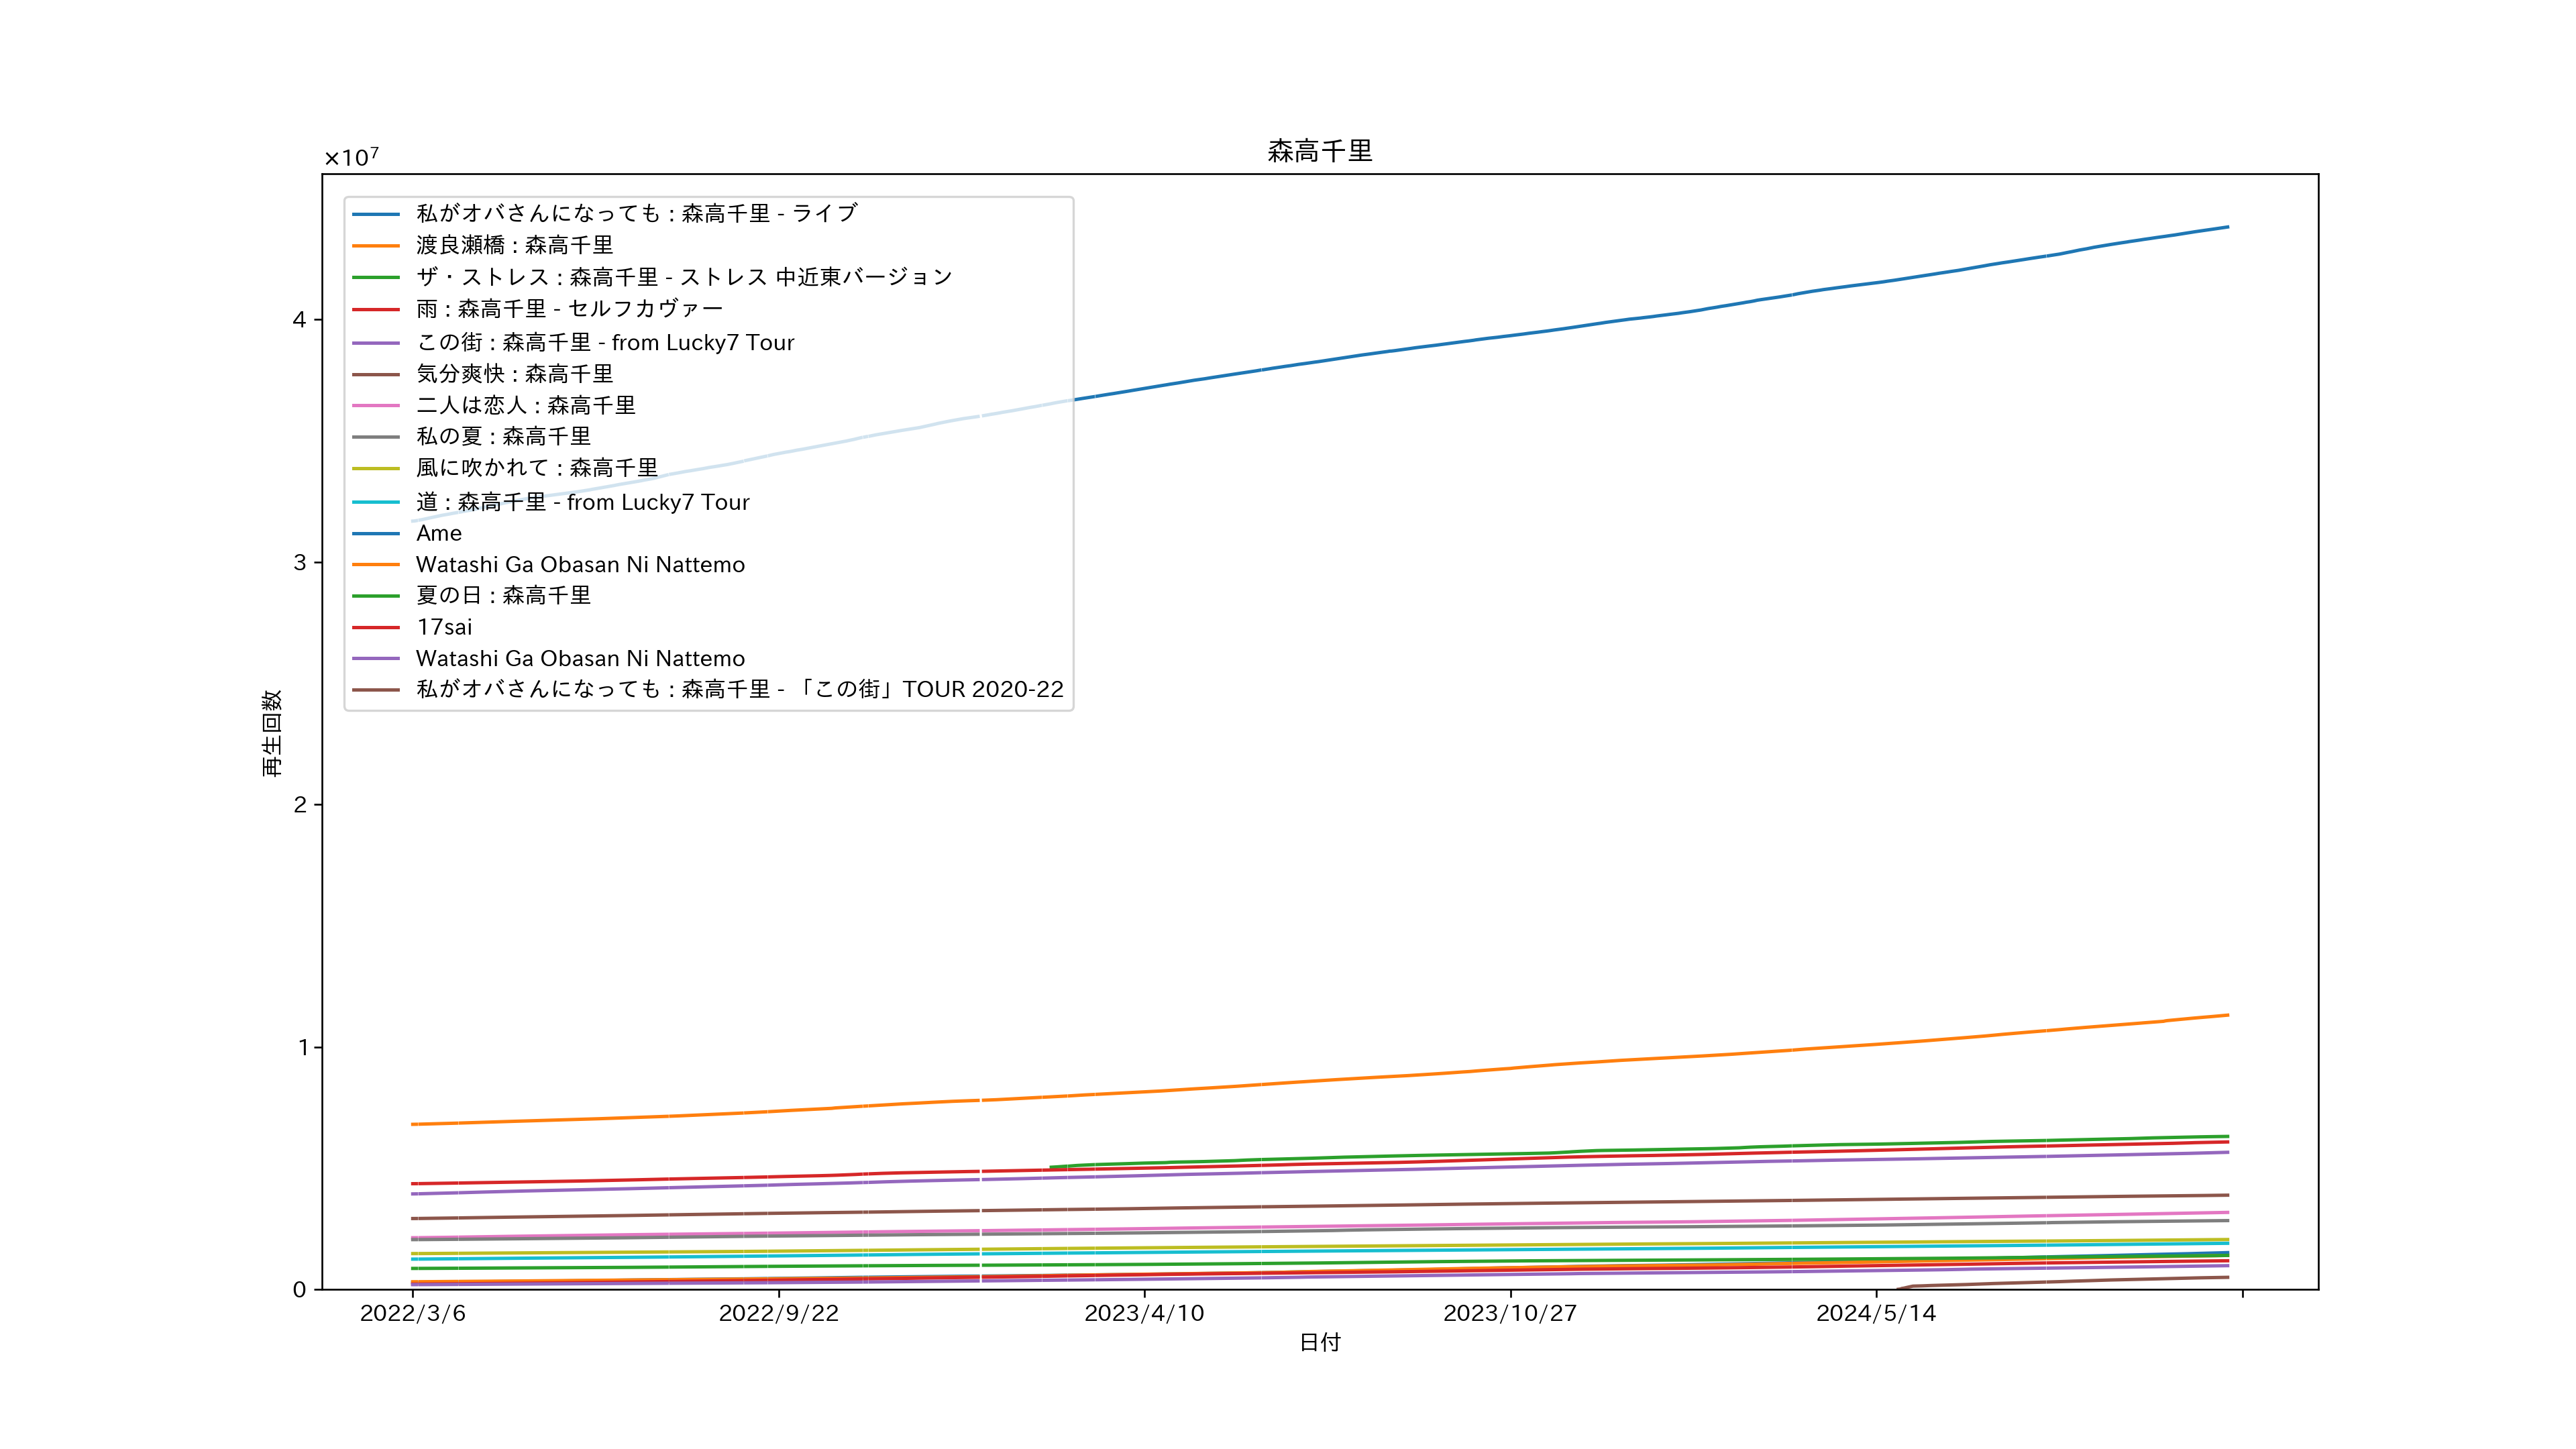 森高千里
×10⁷
私がオバさんになっても : 森高千里 - ライブ
渡良瀬橋 : 森高千里
ザ・ストレス : 森高千里 - ストレス 中近東バージョン
雨 : 森高千里 - セルフカヴァー
この街 : 森高千里 - from Lucky7 Tour
気分爽快 : 森高千里
二人は恋人 : 森高千里
私の夏 : 森高千里
風に吹かれて : 森高千里
道 : 森高千里 - from Lucky7 Tour
Ame
Watashi Ga Obasan Ni Nattemo
夏の日 : 森高千里
17sai
Watashi Ga Obasan Ni Nattemo
私がオバさんになっても : 森高千里 - 「この街」TOUR 2020-22
4
3
2
1
0
再生回数
2022/3/6
2022/9/22
2023/4/10
2023/10/27
2024/5/14
日付